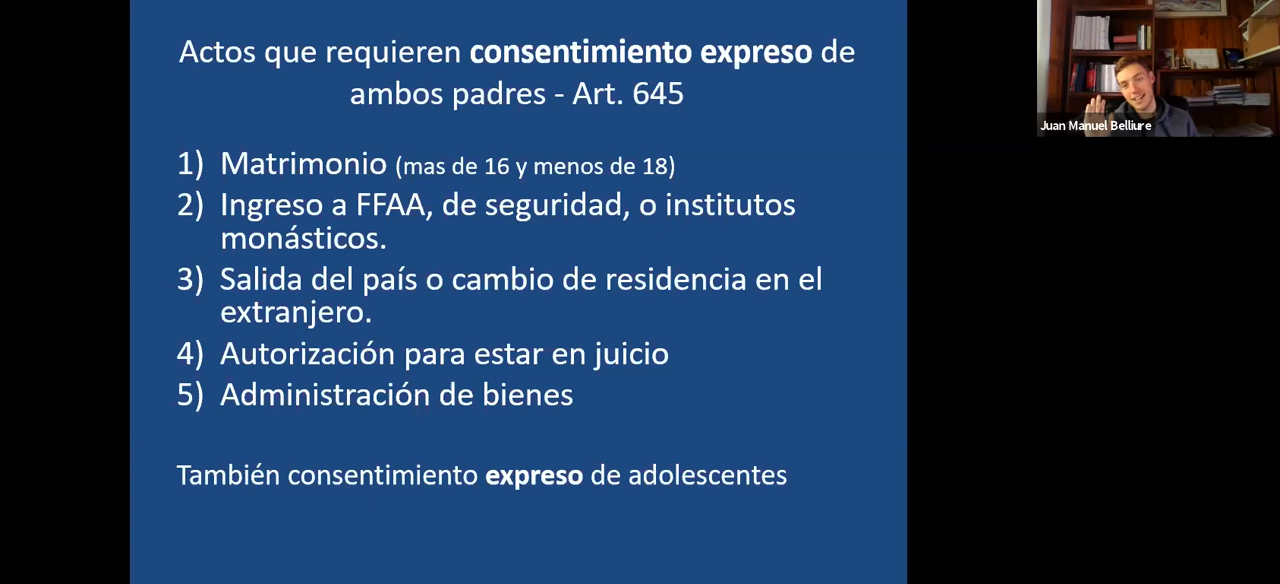 Actos que requieren consentimiento expreso de
ambos padres - Art. 645
1) Matrimonio (mas de 16 y menos de 18)
2) Ingreso a FFAA, de seguridad, o institutos
monásticos.
3) Salida del país o cambio de residencia en el
extranjero.
4) Autorización para estar en juicio
5) Administración de bienes
También consentimiento expreso de adolescentes
Juan Manuel Belliure